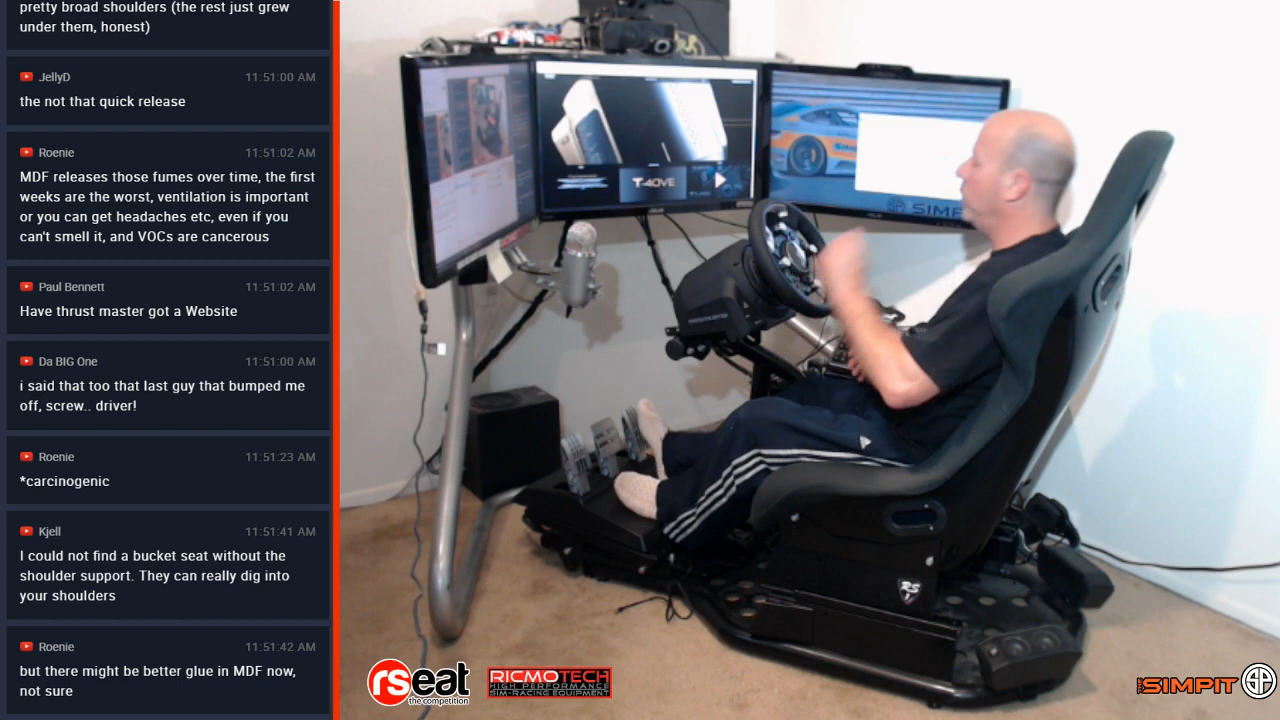 pretty broad shoulders (the rest just grew
under them, honest)
JellyD 11:51:00 AM
the not that quick release
Roenie 11:51:02 AM
MDF releases those fumes over time, the first
weeks are the worst, ventilation is important
or you can get headaches etc, even if you
can't smell it, and VOCs are cancerous
Paul Bennett 11:51:02 AM
Have thrust master got a Website
Da BIG One 11:51:00 AM
i said that too that last guy that bumped me
off, screw.. driver!
Roenie 11:51:23 AM
*carcinogenic
Kjell 11:51:41 AM
I could not find a bucket seat without the
shoulder support. They can really dig into
your shoulders
Roenie 11:51:42 AM
but there might be better glue in MDF now,
not sure
T-40VE
SIMP
THRUSTMASTER
RS
rseat
the competition
RICMOTECH
HIGH PERFORMANCE
SIM-RACING EQUIPMENT
THE SIMPIT SP